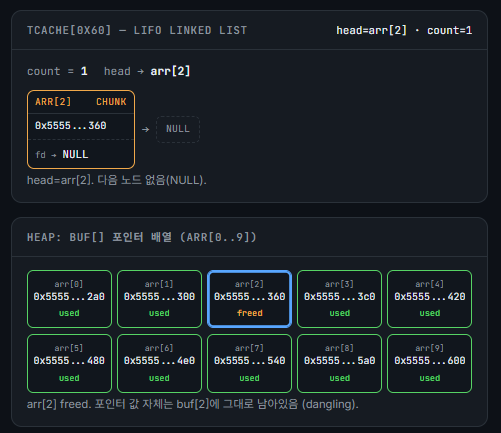 TCACHE[0X60] — LIFO LINKED LIST head=arr[2] · count=1
count = 1 head → arr[2]
ARR[2] CHUNK
0x5555...360 → NULL
fd → NULL
head=arr[2]. 다음 노드 없음(NULL).
HEAP: BUF[] 포인터 배열 (ARR[0..9])
arr[0] arr[1] arr[2] arr[3] arr[4]
0x5555...2a0 0x5555...300 0x5555...360 0x5555...3c0 0x5555...420
used used freed used used
arr[5] arr[6] arr[7] arr[8] arr[9]
0x5555...480 0x5555...4e0 0x5555...540 0x5555...5a0 0x5555...600
used used used used used
arr[2] freed. 포인터 값 자체는 buf[2]에 그대로 남아있음 (dangling).